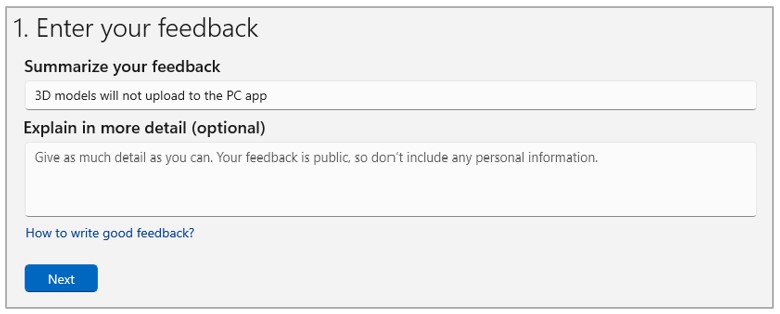 1. Enter your feedback
Summarize your feedback
3D models will not upload to the PC app
Explain in more detail (optional)
Give as much detail as you can. Your feedback is public, so don't include any personal information.
How to write good feedback?
Next